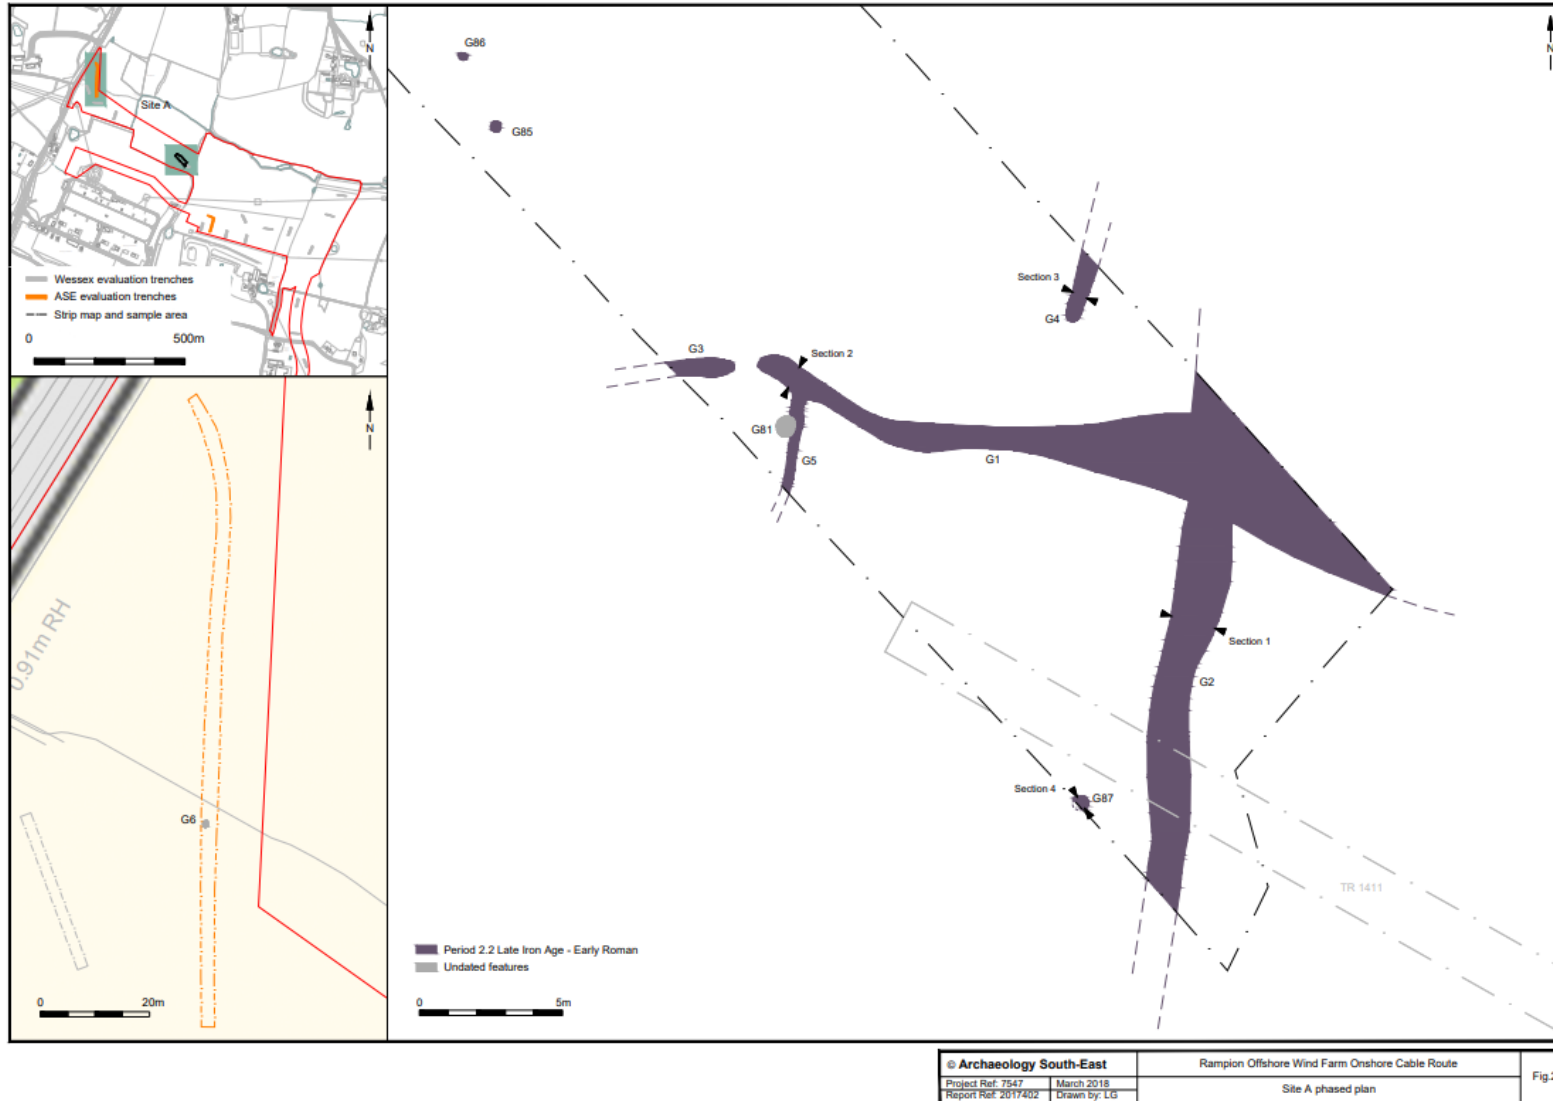 N
Site A
Wessex evaluation trenches
ASE evaluation trenches
Strip map and sample area
0 500m
N
0.91m RH
G6
0 20m
N
G86
G85
Section 3
G4
G3
Section 2
G81
G5
G1
Section 1
G2
Section 4
G87
TR 1411
Period 2.2 Late Iron Age - Early Roman
Undated features
0 5m
© Archaeology South-East
Project Ref: 7547 March 2018
Report Ref: 2017402 Drawn by: LG
Rampion Offshore Wind Farm Onshore Cable Route
Site A phased plan
Fig.2